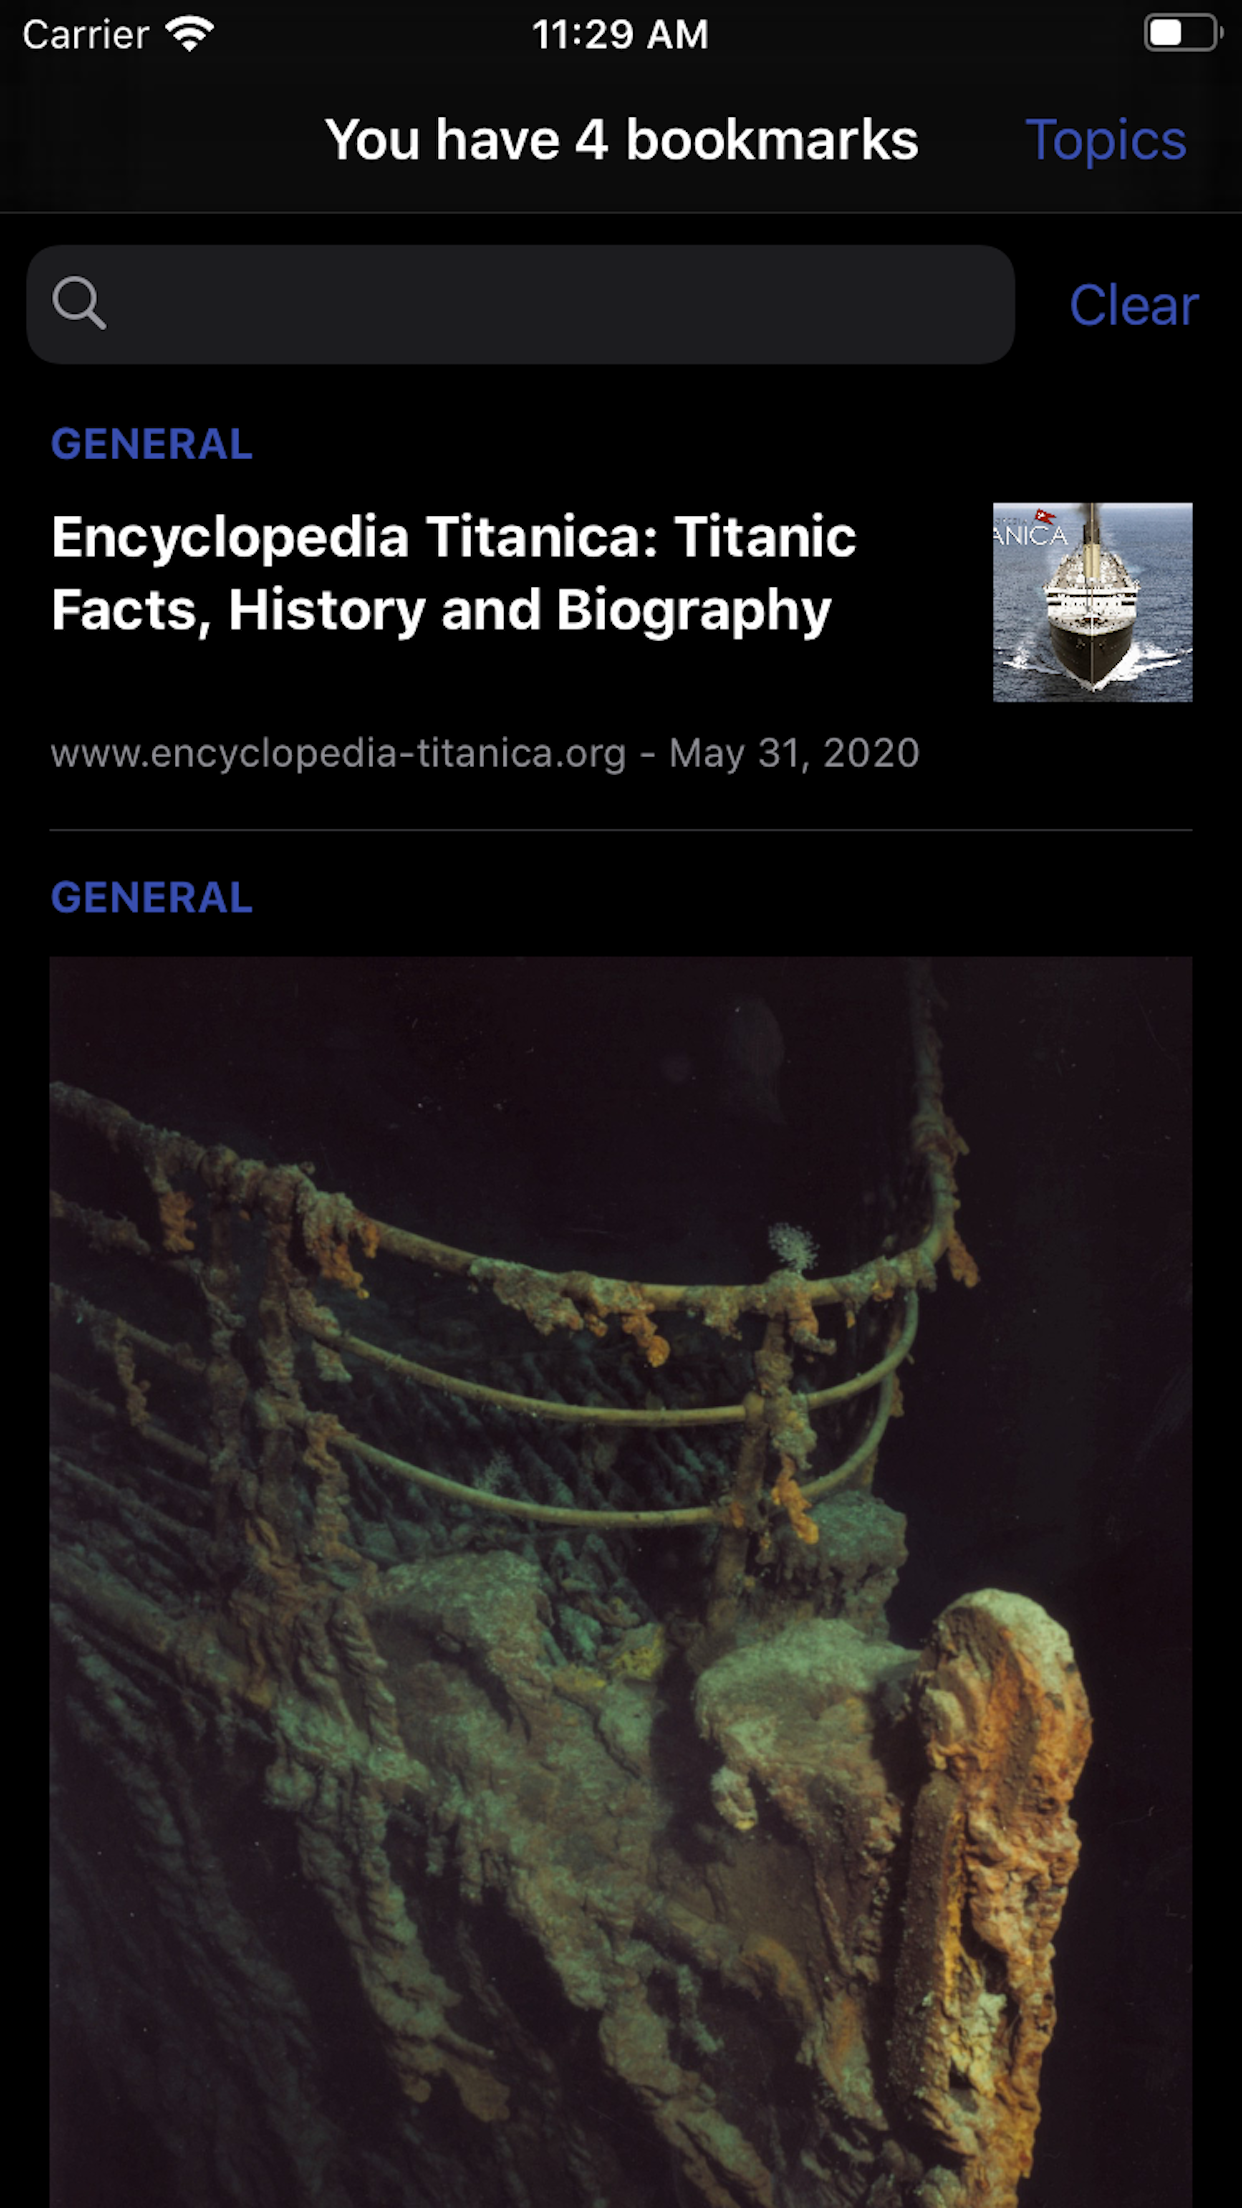 Carrier 11:29 AM
You have 4 bookmarks Topics
Clear
GENERAL
Encyclopedia Titanica: Titanic
Facts, History and Biography
ANICA
www.encyclopedia-titanica.org - May 31, 2020
GENERAL